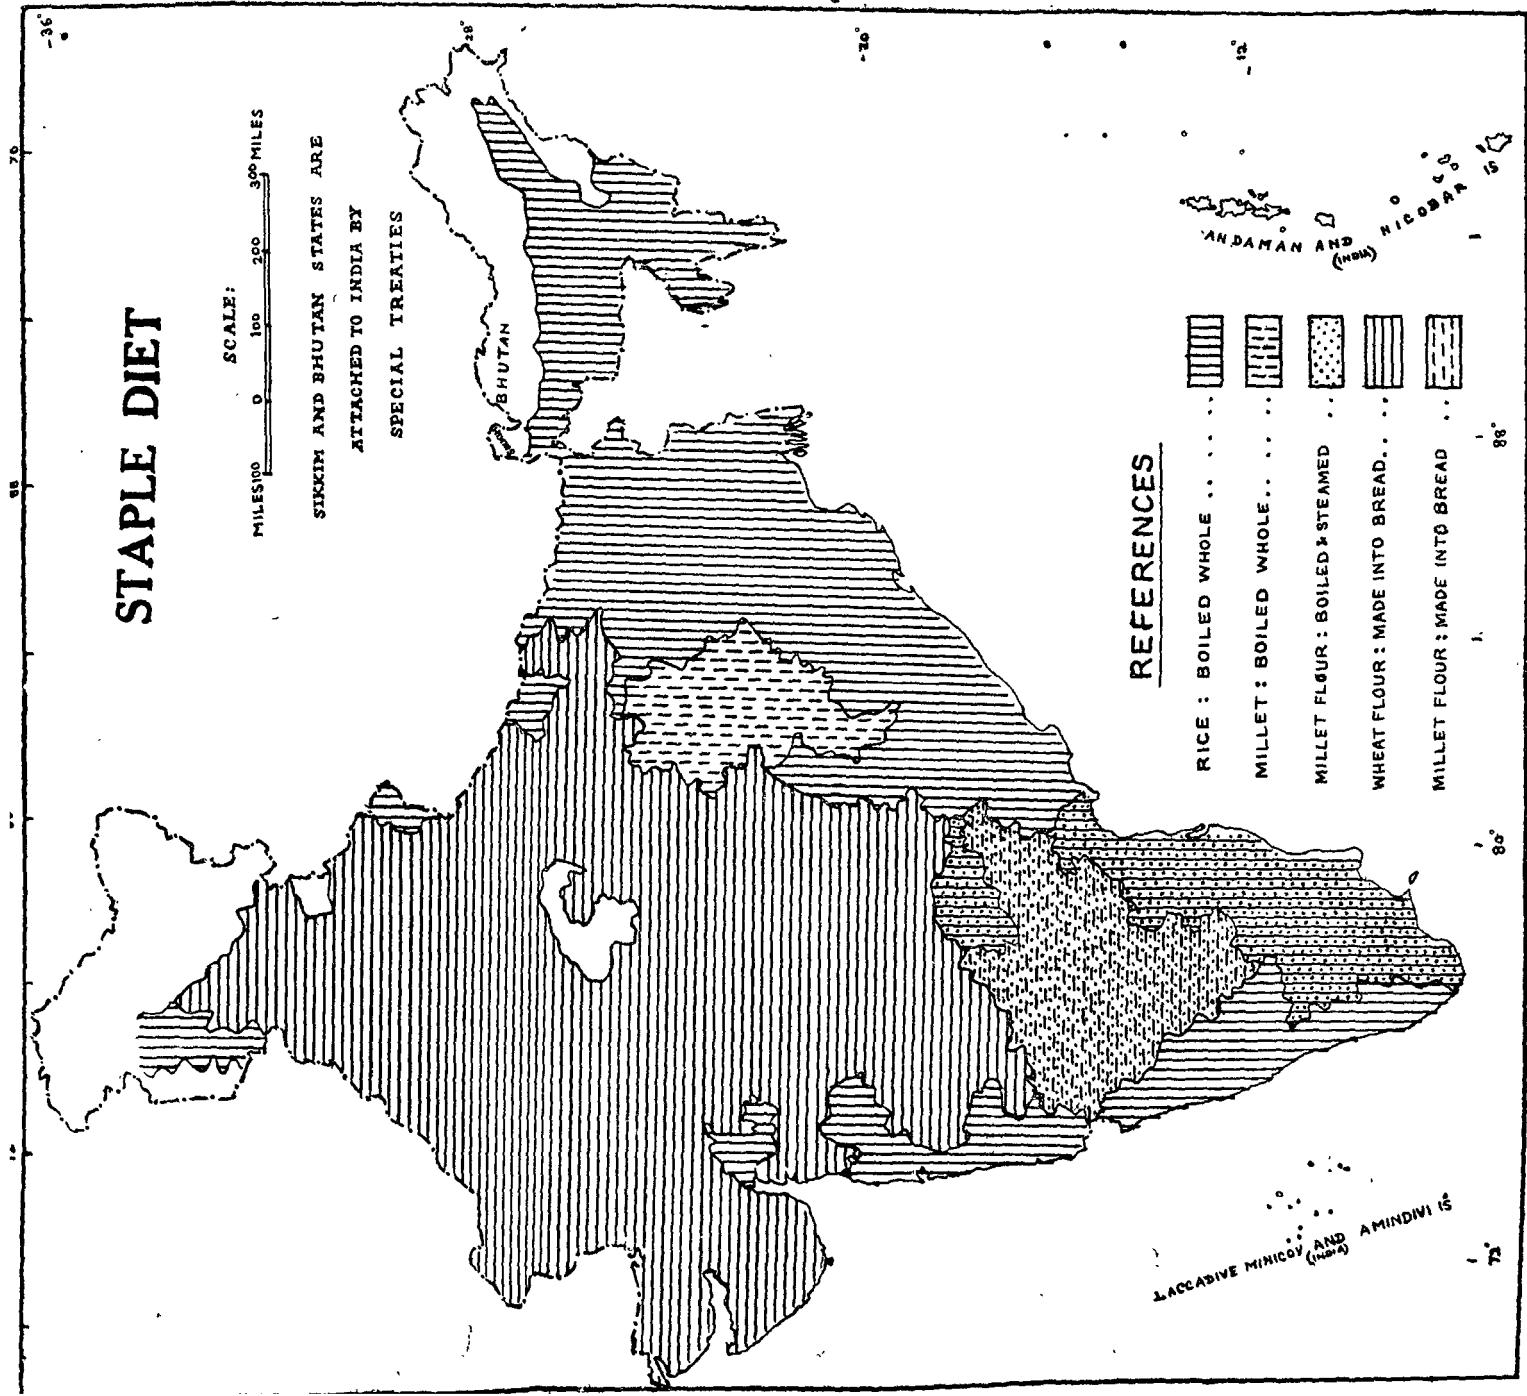 STAPLE DIET
SCALE:
MILES 100 0 100 200 300 MILES
SIKKIM AND BHUTAN STATES ARE
ATTACHED TO INDIA BY
SPECIAL TREATIES
BHUTAN
REFERENCES
RICE : BOILED WHOLE
MILLET : BOILED WHOLE
MILLET FLOUR : BOILED & STEAMED
WHEAT FLOUR : MADE INTO BREAD
MILLET FLOUR : MADE INTO BREAD
ANDAMAN AND NICOBAR IS
(INDIA)
LACCADIVE MINICOY AND AMINDIVI IS
(INDIA)
36°
28°
20°
12°
72°
80°
88°
88